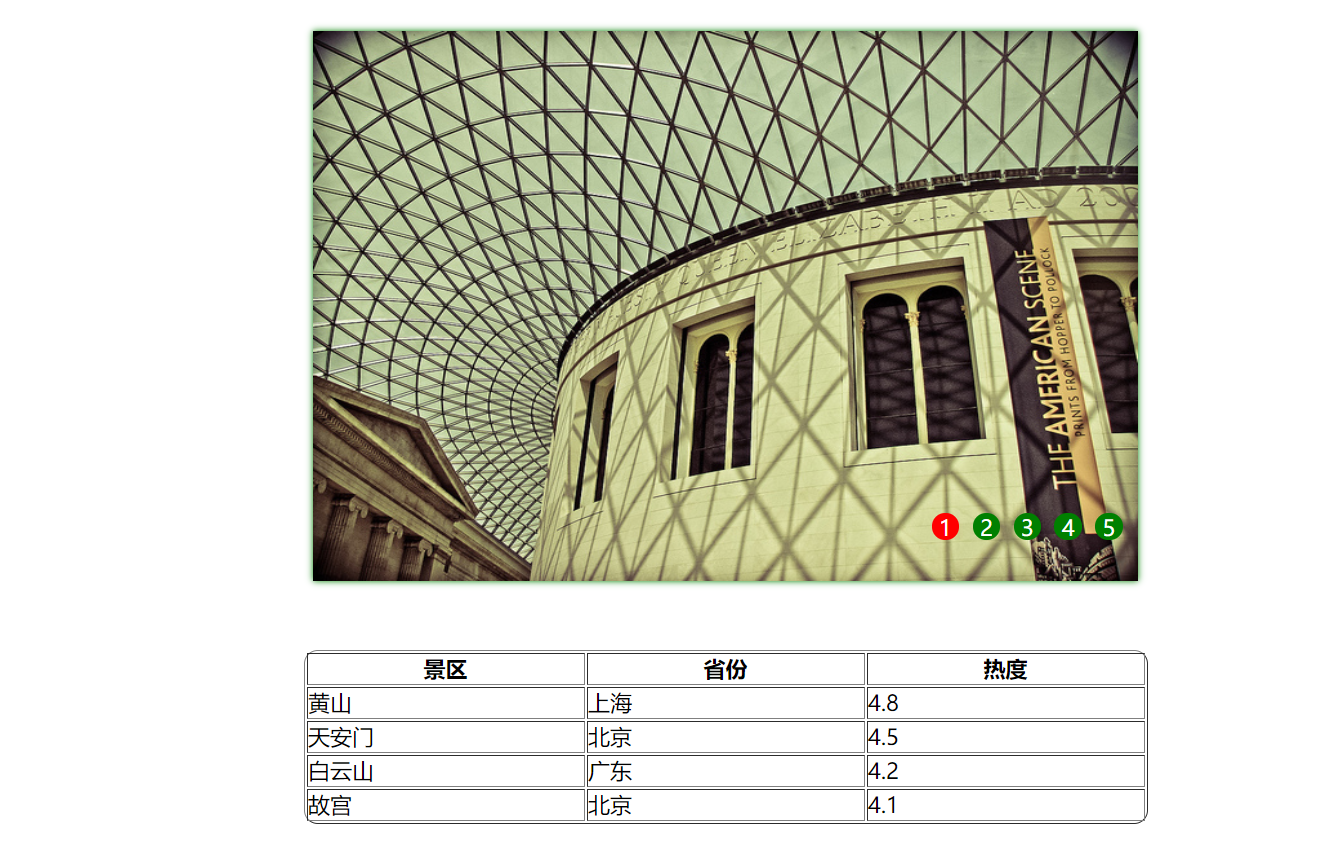 QUEEN ELIZABETH II AD 200
THE AMERICAN SCENE
PRINTS FROM HOPPER TO POLLOCK
1 2 3 4 5
景区 省份 热度
黄山 上海 4.8
天安门 北京 4.5
白云山 广东 4.2
故宫 北京 4.1